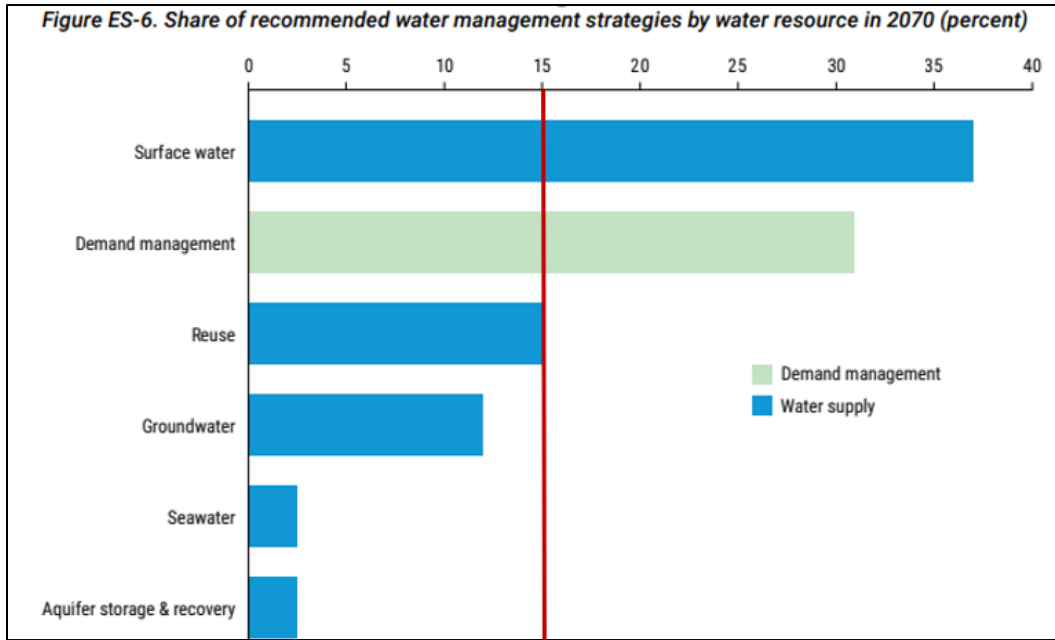 Figure ES-6. Share of recommended water management strategies by water resource in 2070 (percent)
0 5 10 15 20 25 30 35 40
Surface water
Demand management
Reuse
Demand management
Water supply
Groundwater
Seawater
Aquifer storage & recovery